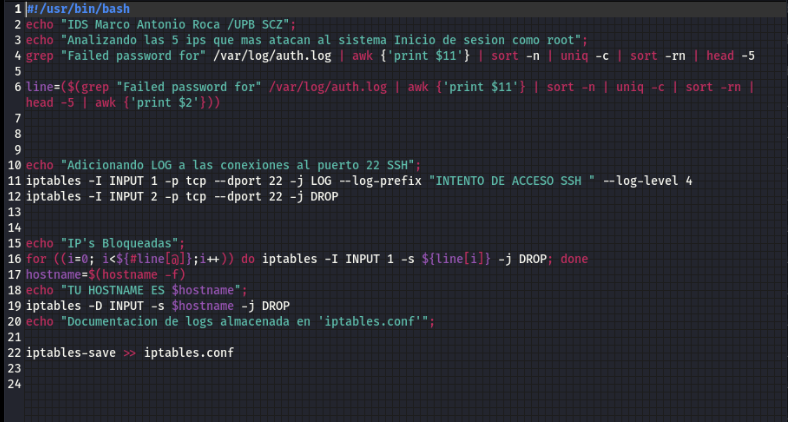 1 #!/usr/bin/bash
2 echo "IDS Marco Antonio Roca /UPB SCZ";
3 echo "Analizando las 5 ips que mas atacan al sistema Inicio de sesion como root";
4 grep "Failed password for" /var/log/auth.log | awk {'print $11'} | sort -n | uniq -c | sort -rn | head -5
5
6 line=($(grep "Failed password for" /var/log/auth.log | awk {'print $11'} | sort -n | uniq -c | sort -rn |
head -5 | awk {'print $2'}))
7
8
9
10 echo "Adicionando LOG a las conexiones al puerto 22 SSH";
11 iptables -I INPUT 1 -p tcp --dport 22 -j LOG --log-prefix "INTENTO DE ACCESO SSH " --log-level 4
12 iptables -I INPUT 2 -p tcp --dport 22 -j DROP
13
14
15 echo "IP's Bloqueadas";
16 for ((i=0; i<${#line[@]};i++)) do iptables -I INPUT 1 -s ${line[i]} -j DROP; done
17 hostname=$(hostname -f)
18 echo "TU HOSTNAME ES $hostname";
19 iptables -D INPUT -s $hostname -j DROP
20 echo "Documentacion de logs almacenada en 'iptables.conf'";
21
22 iptables-save >> iptables.conf
23
24